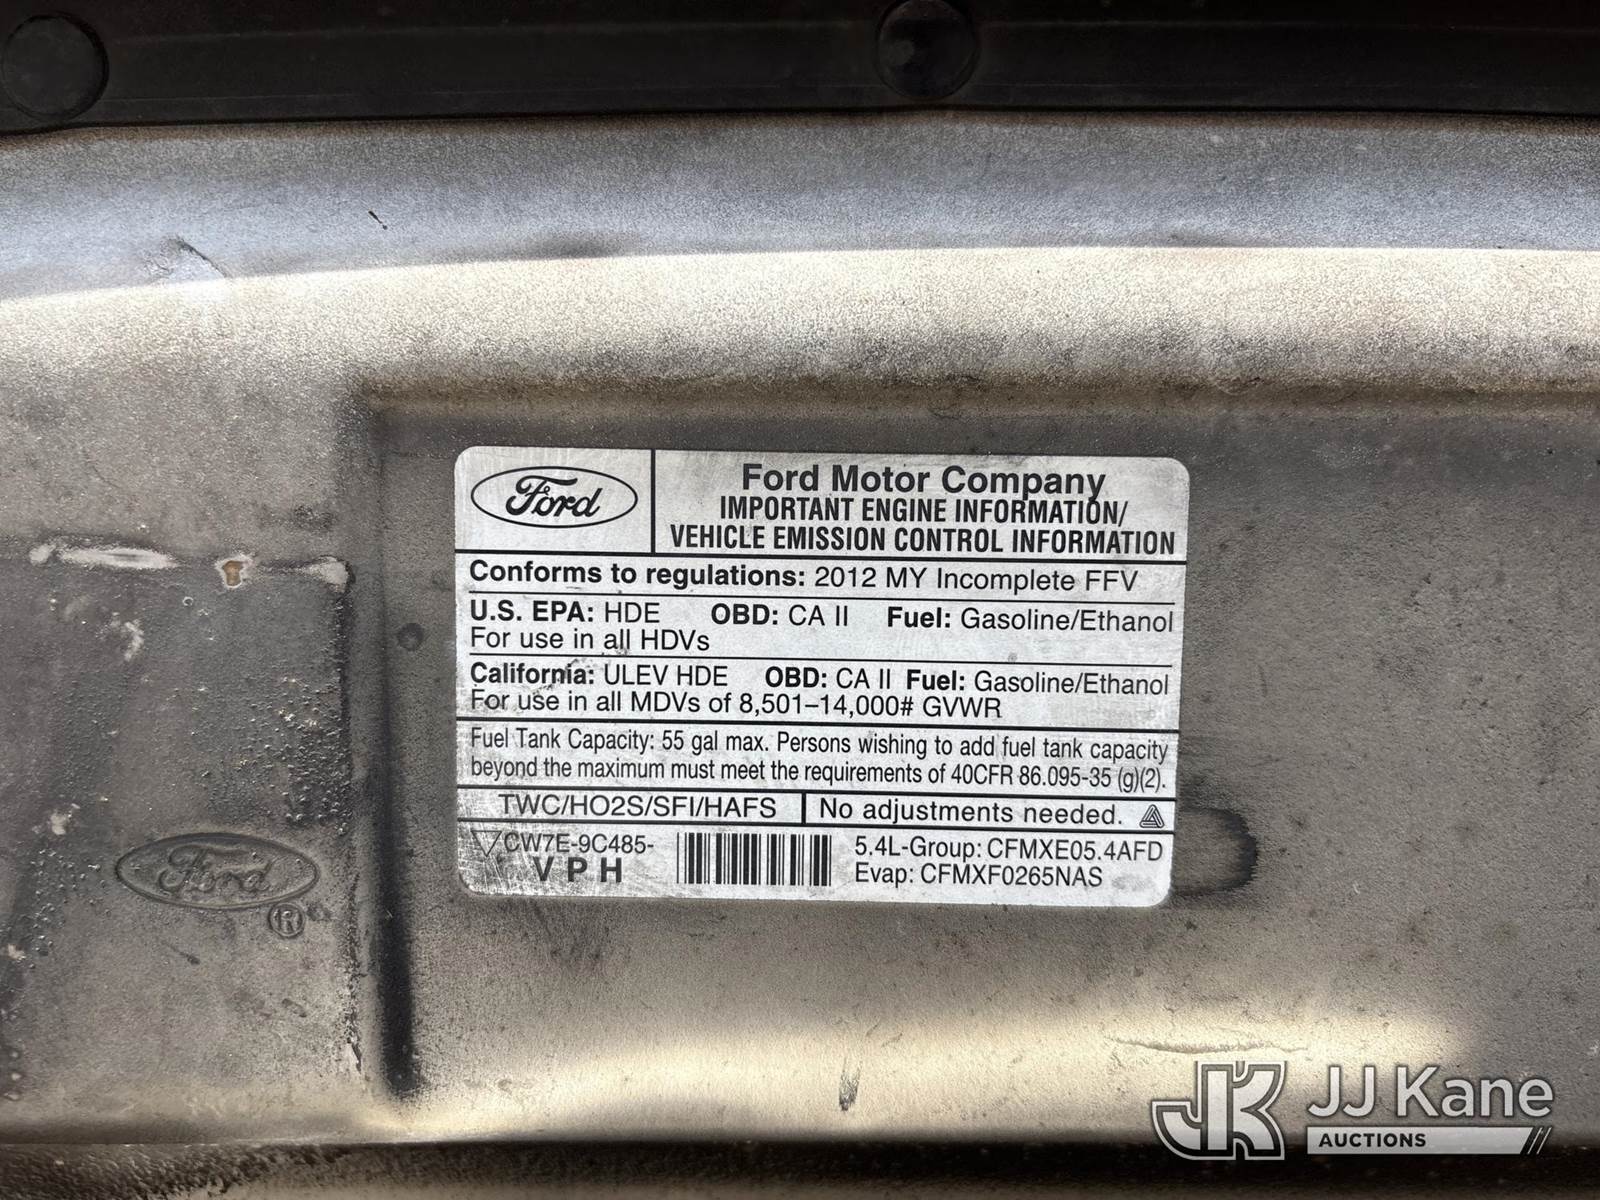 Ford
Ford Motor Company
IMPORTANT ENGINE INFORMATION/
VEHICLE EMISSION CONTROL INFORMATION
Conforms to regulations: 2012 MY Incomplete FFV
U.S. EPA: HDE OBD: CA II Fuel: Gasoline/Ethanol
For use in all HDVs
California: ULEV HDE OBD: CA II Fuel: Gasoline/Ethanol
For use in all MDVs of 8,501–14,000# GVWR
Fuel Tank Capacity: 55 gal max. Persons wishing to add fuel tank capacity
beyond the maximum must meet the requirements of 40CFR 86.095-35 (g)(2).
TWC/HO2S/SFI/HAFS No adjustments needed.
CW7E-9C485-
VPH
5.4L-Group: CFMXE05.4AFD
Evap: CFMXF0265NAS
Ford
®
JK JJ Kane
AUCTIONS